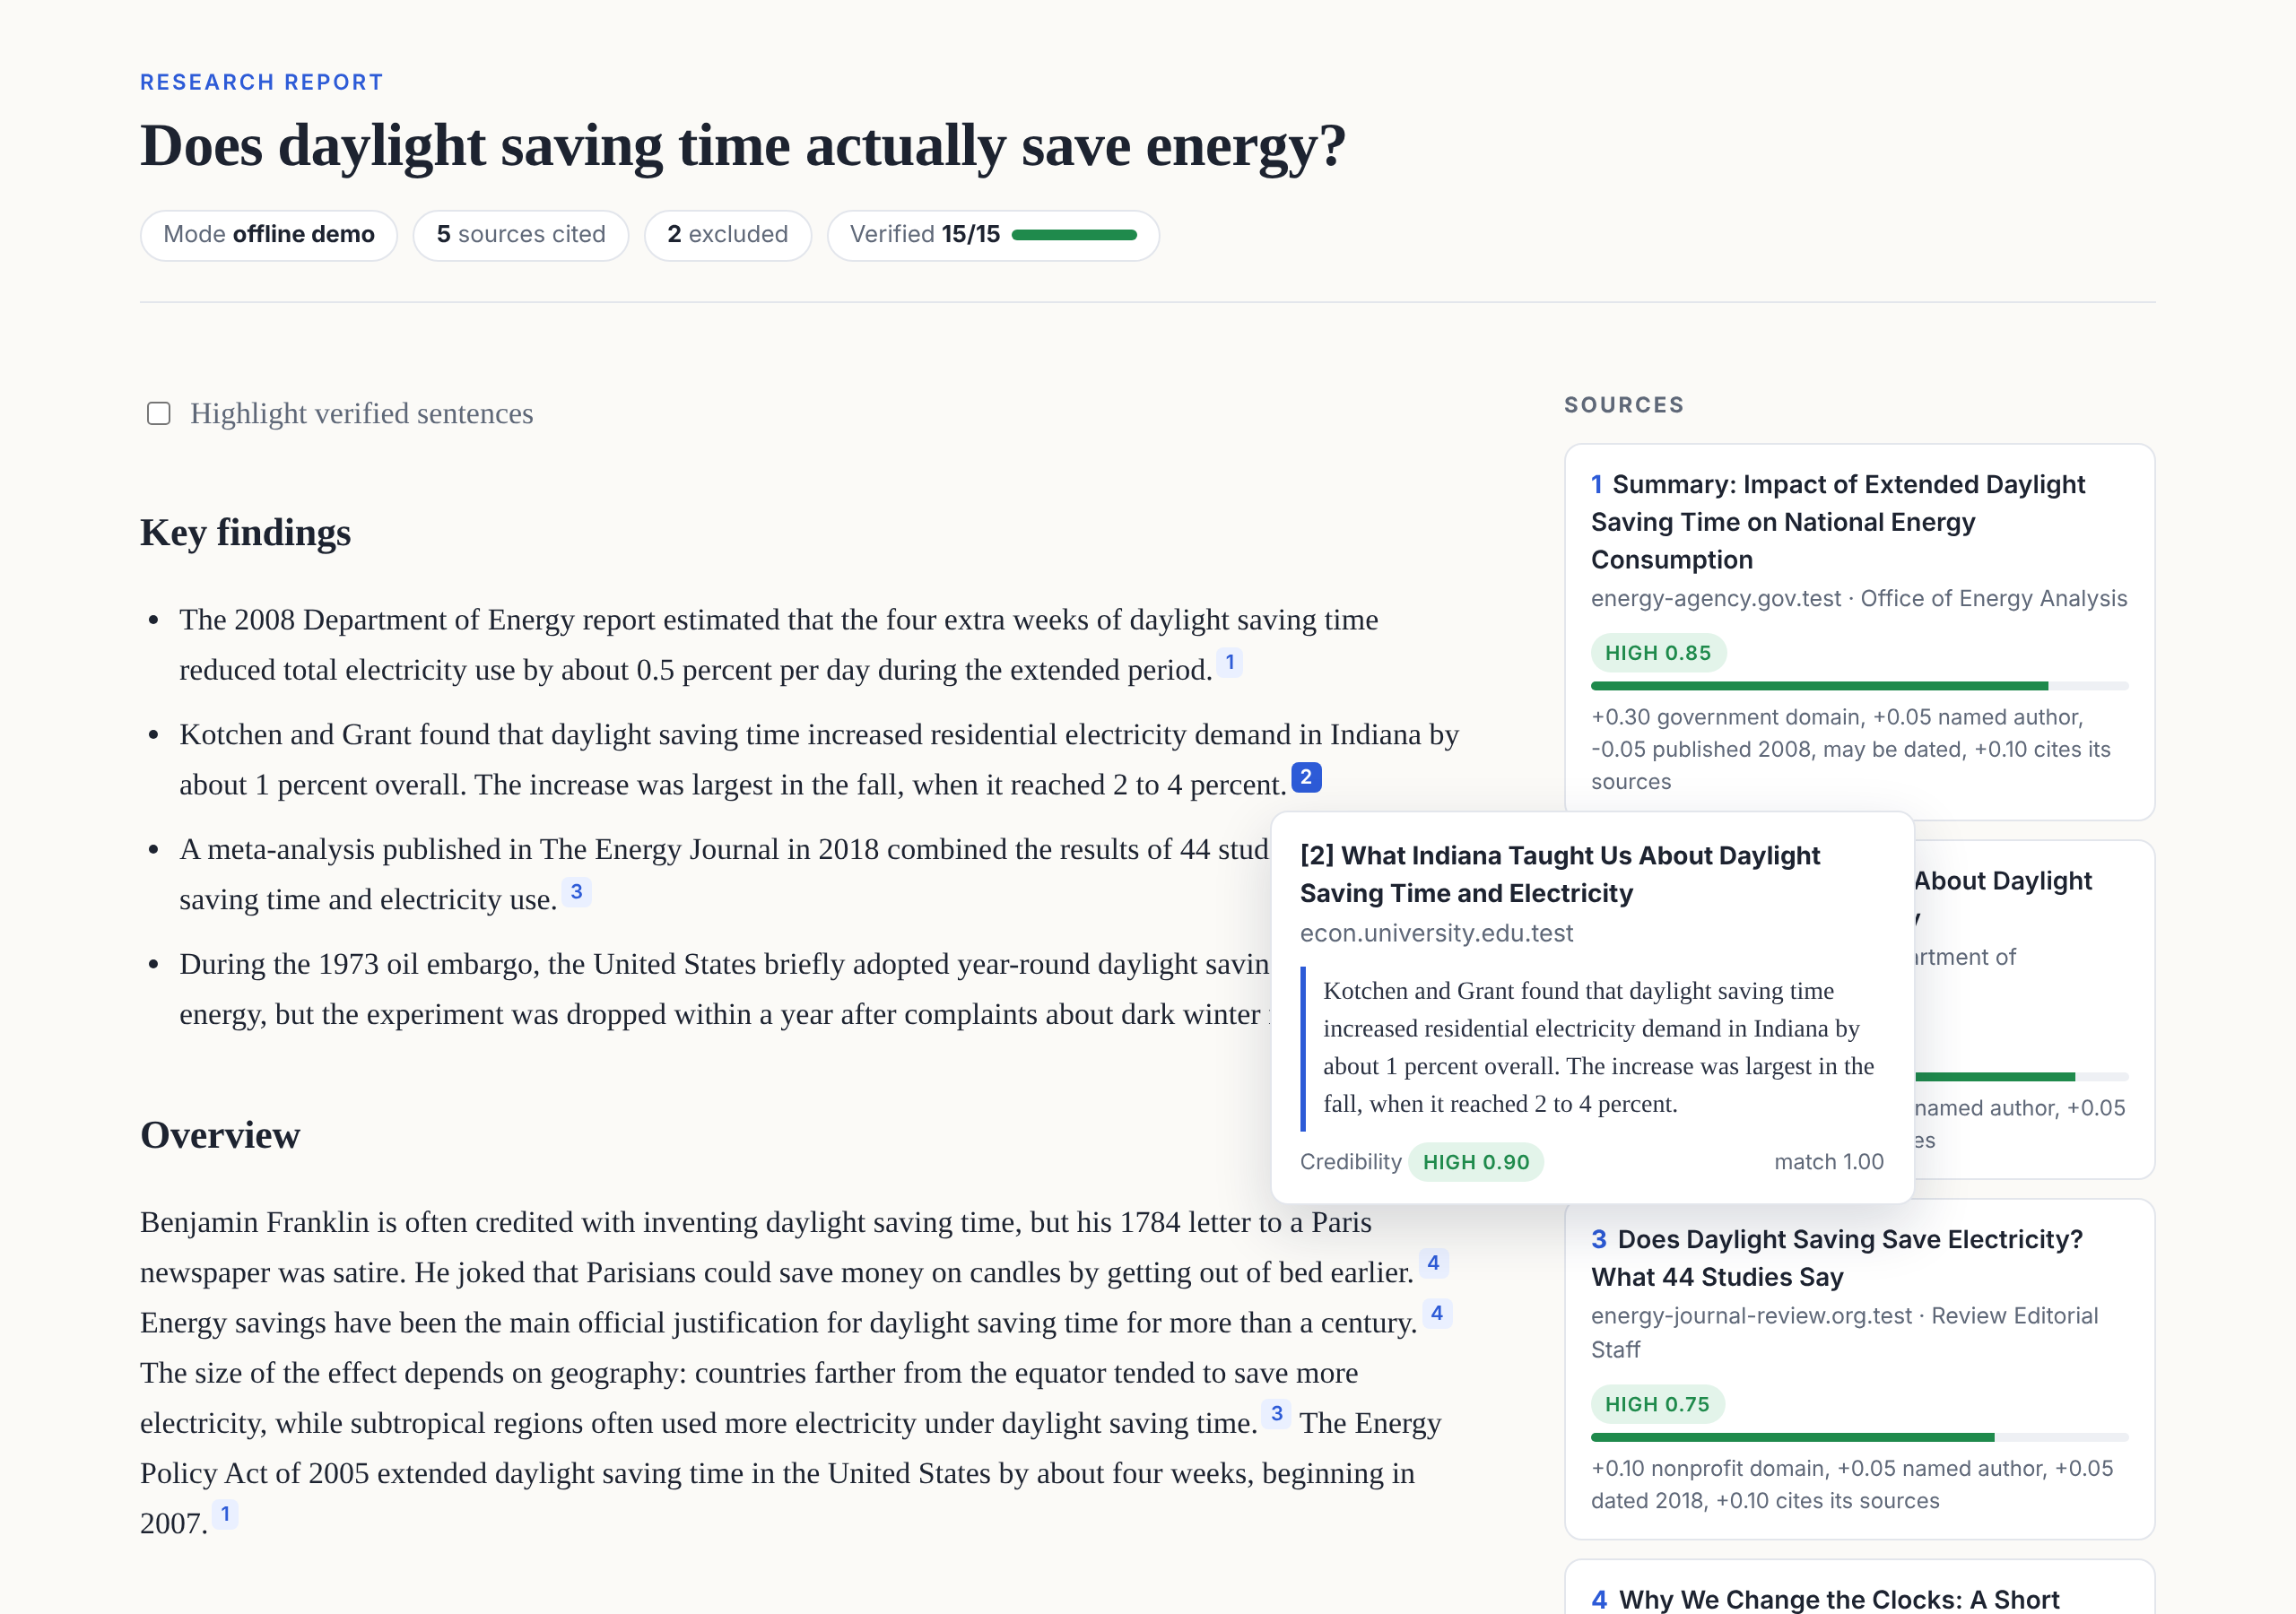 RESEARCH REPORT
Does daylight saving time actually save energy?
Mode offline demo
5 sources cited
2 excluded
Verified 15/15
Highlight verified sentences
Key findings
• The 2008 Department of Energy report estimated that the four extra weeks of daylight saving time
reduced total electricity use by about 0.5 percent per day during the extended period. 1
• Kotchen and Grant found that daylight saving time increased residential electricity demand in Indiana by
about 1 percent overall. The increase was largest in the fall, when it reached 2 to 4 percent. 2
• A meta-analysis published in The Energy Journal in 2018 combined the results of 44
saving time and electricity use. 3
• During the 1973 oil embargo, the United States briefly adopted year-round daylight
energy, but the experiment was dropped within a year after complaints about dark winter
Overview
Benjamin Franklin is often credited with inventing daylight saving time, but his 1784 letter to a Paris
newspaper was satire. He joked that Parisians could save money on candles by getting out of bed earlier. 4
Energy savings have been the main official justification for daylight saving time for more than a century. 4
The size of the effect depends on geography: countries farther from the equator tended to save more
electricity, while subtropical regions often used more electricity under daylight saving time. 3 The Energy
Policy Act of 2005 extended daylight saving time in the United States by about four weeks, beginning in
2007. 1
[2] What Indiana Taught Us About Daylight
Saving Time and Electricity
econ.university.edu.test
Kotchen and Grant found that daylight saving time
increased residential electricity demand in Indiana by
about 1 percent overall. The increase was largest in the
fall, when it reached 2 to 4 percent.
Credibility HIGH 0.90
match 1.00
SOURCES
1 Summary: Impact of Extended Daylight
Saving Time on National Energy
Consumption
energy-agency.gov.test · Office of Energy Analysis
HIGH 0.85
+0.30 government domain, +0.05 named author,
-0.05 published 2008, may be dated, +0.10 cites its
sources
About Daylight
of
named author, +0.05
3 Does Daylight Saving Save Electricity?
What 44 Studies Say
energy-journal-review.org.test · Review Editorial
Staff
HIGH 0.75
+0.10 nonprofit domain, +0.05 named author, +0.05
dated 2018, +0.10 cites its sources
4 Why We Change the Clocks: A Short